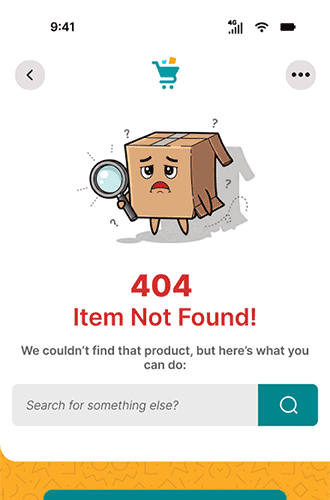 9:41
4G
404
Item Not Found!
We couldn't find that product, but here's what you
can do:
Search for something else?